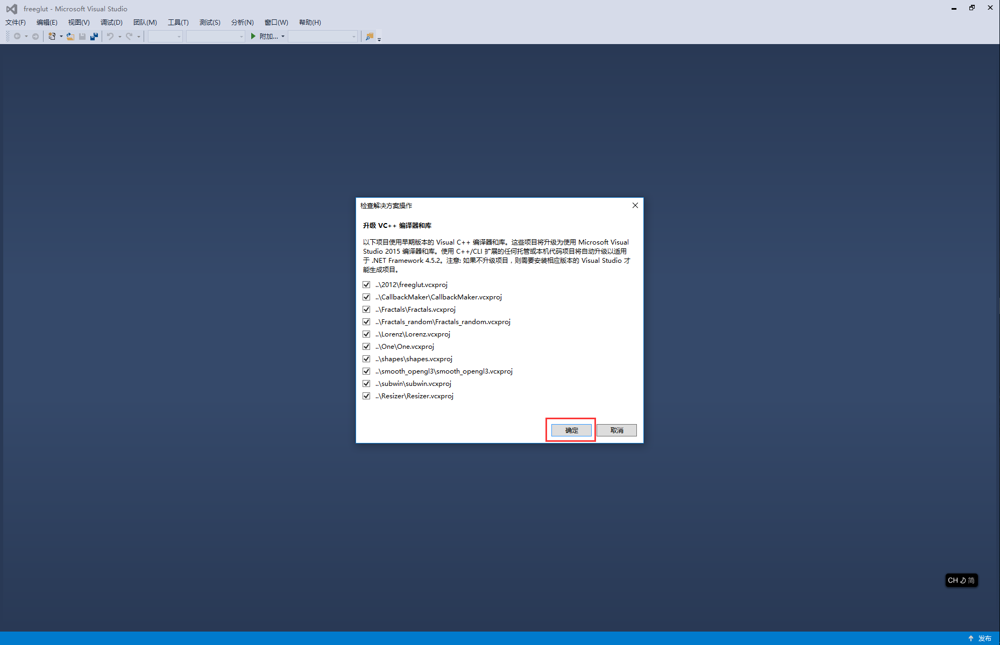 freeglut - Microsoft Visual Studio
文件(F) 编辑(E) 视图(V) 调试(D) 团队(M) 工具(T) 测试(S) 分析(N) 窗口(W) 帮助(H)
附加...
检查解决方案操作
升级 VC++ 编译器和库
以下项目使用早期版本的 Visual C++ 编译器和库。这些项目将升级为使用 Microsoft Visual
Studio 2015 编译器和库。使用 C++/CLI 扩展的任何托管或本机代码项目将自动升级以适用
于 .NET Framework 4.5.2。注意: 如果不升级项目，则需要安装相应版本的 Visual Studio 才
能生成项目。
..\2012\freeglut.vcxproj
..\CallbackMaker\CallbackMaker.vcxproj
..\Fractals\Fractals.vcxproj
..\Fractals_random\Fractals_random.vcxproj
..\Lorenz\Lorenz.vcxproj
..\One\One.vcxproj
..\shapes\shapes.vcxproj
..\smooth_opengl3\smooth_opengl3.vcxproj
..\subwin\subwin.vcxproj
..\Resizer\Resizer.vcxproj
确定 取消
CH 简
发布